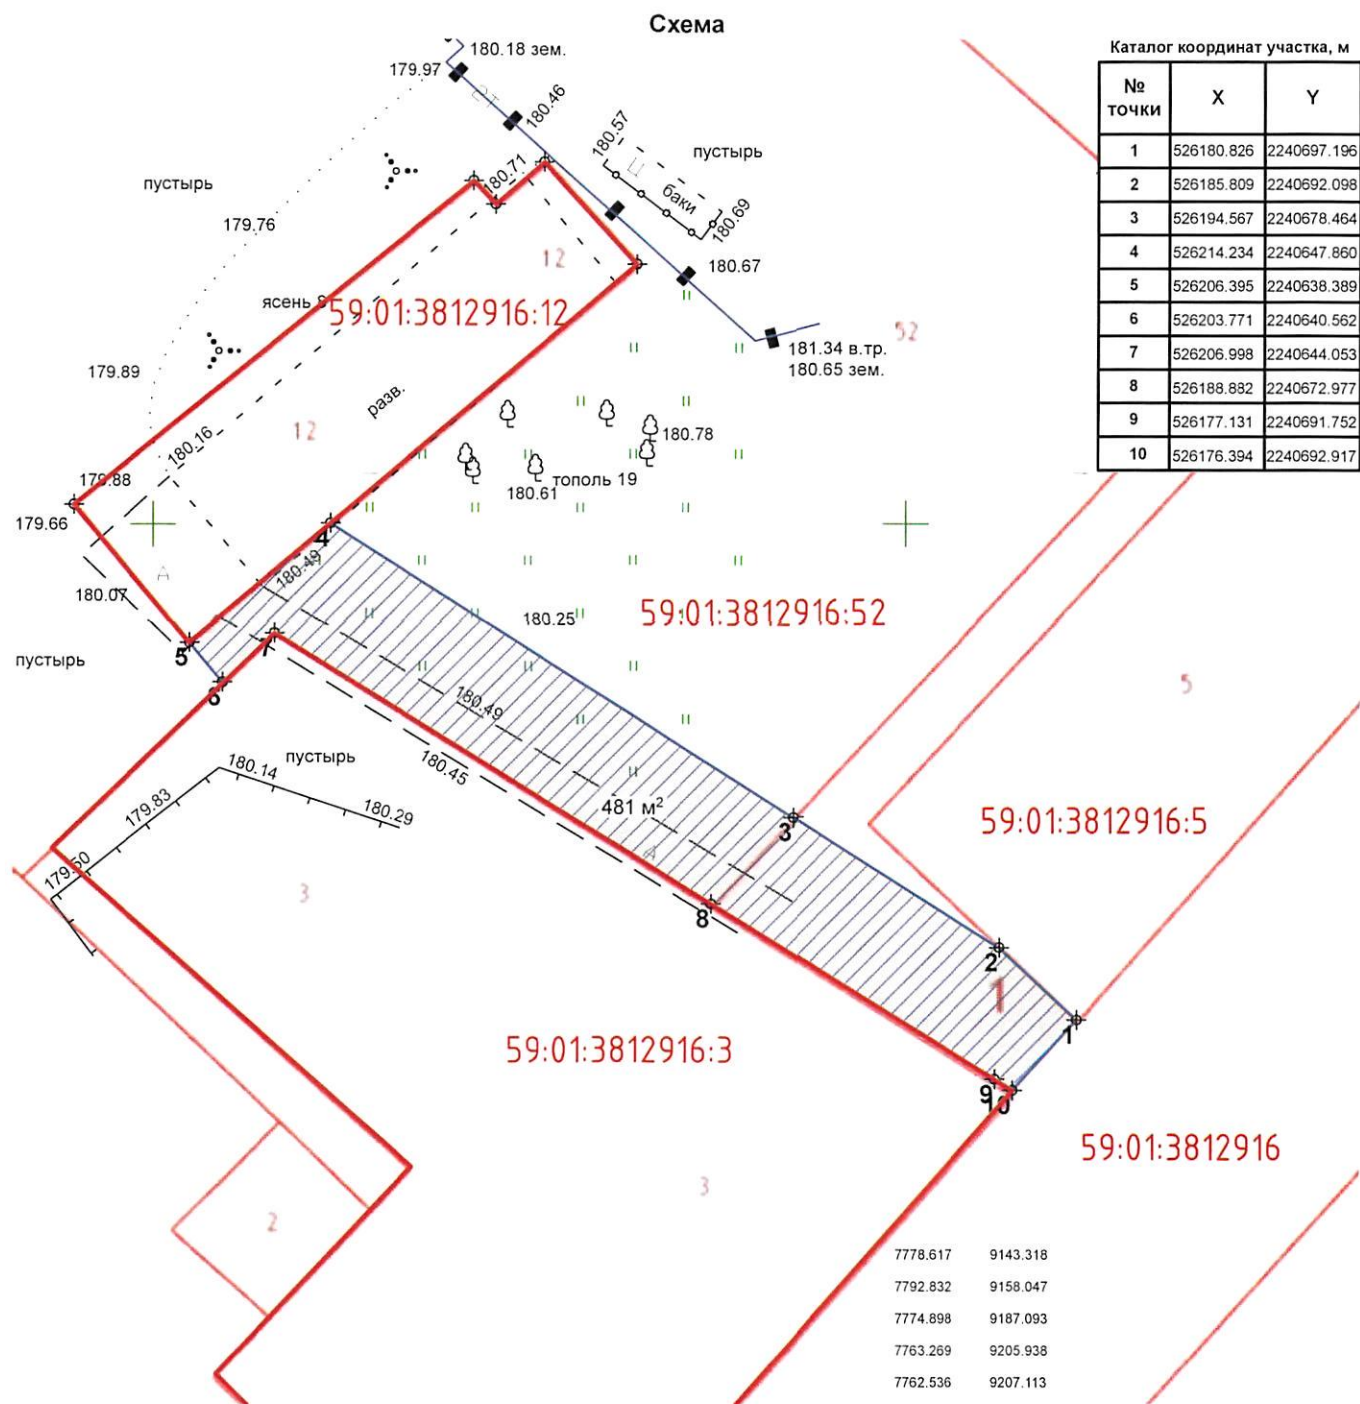 Схема
Каталог координат участка, м
№ точки X Y
1 526180.826 2240697.196
2 526185.809 2240692.098
3 526194.567 2240678.464
4 526214.234 2240647.860
5 526206.395 2240638.389
6 526203.771 2240640.562
7 526206.998 2240644.053
8 526188.882 2240672.977
9 526177.131 2240691.752
10 526176.394 2240692.917
180.18 зем.
179.97
2т
180.46
180.57
Щ
пустырь
баки
180.69
180.71
пустырь
179.76
12
180.67
ясень 8
59:01:3812916:12
52
181.34 в.тр.
180.65 зем.
179.89
разв.
12
180.16
180.78
тополь 19
180.61
179.88
179.66
4
180.49
А
180.07
180.25
59:01:3812916:52
5
7
6
пустырь
5
180.49
пустырь
180.14
180.45
179.83
180.29
481 м²
3
59:01:3812916:5
А
179.50
3
8
2
1
1
59:01:3812916:3
9
10
59:01:3812916
3
2
7778.617 9143.318
7792.832 9158.047
7774.898 9187.093
7763.269 9205.938
7762.536 9207.113